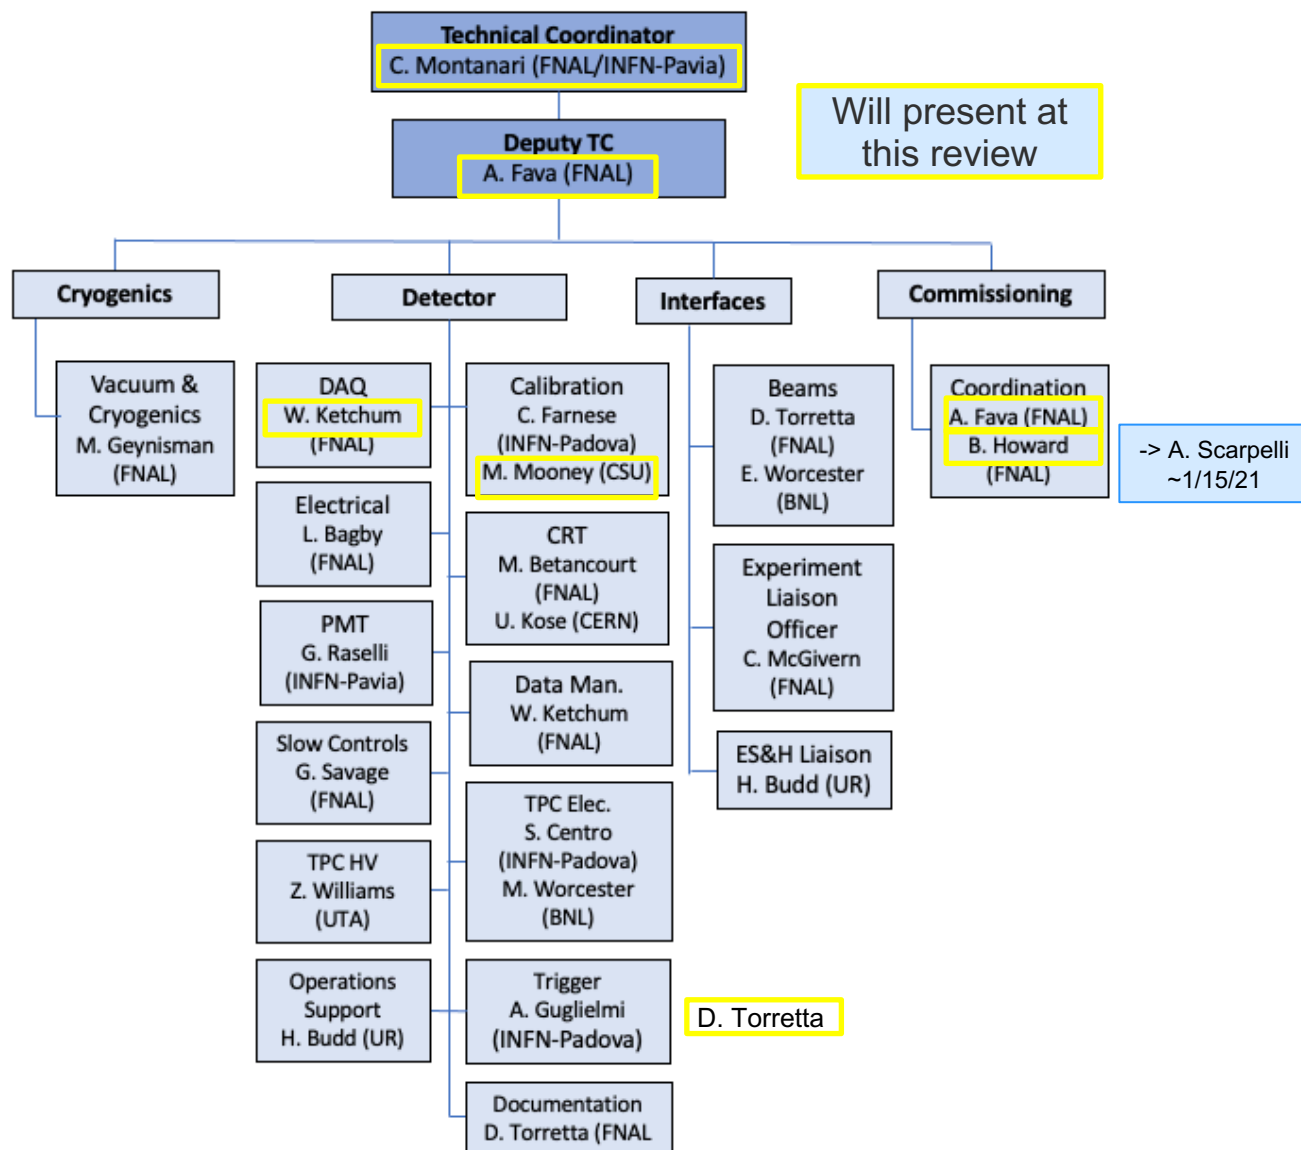 Technical Coordinator
C. Montanari (FNAL/INFN-Pavia)
Will present at
this review
Deputy TC
A. Fava (FNAL)
Cryogenics
Detector
Interfaces
Commissioning
Vacuum &
Cryogenics
M. Geynisman
(FNAL)
DAQ
W. Ketchum
(FNAL)
Electrical
L. Bagby
(FNAL)
PMT
G. Raselli
(INFN-Pavia)
Slow Controls
G. Savage
(FNAL)
TPC HV
Z. Williams
(UTA)
Operations
Support
H. Budd (UR)
Calibration
C. Farnese
(INFN-Padova)
M. Mooney (CSU)
CRT
M. Betancourt
(FNAL)
U. Kose (CERN)
Data Man.
W. Ketchum
(FNAL)
TPC Elec.
S. Centro
(INFN-Padova)
M. Worcester
(BNL)
Trigger
A. Guglielmi
(INFN-Padova)
D. Torretta
Documentation
D. Torretta (FNAL
Beams
D. Torretta
(FNAL)
E. Worcester
(BNL)
Experiment
Liaison
Officer
C. McGivern
(FNAL)
ES&H Liaison
H. Budd (UR)
Coordination
A. Fava (FNAL)
B. Howard
(FNAL)
-> A. Scarpelli
~1/15/21